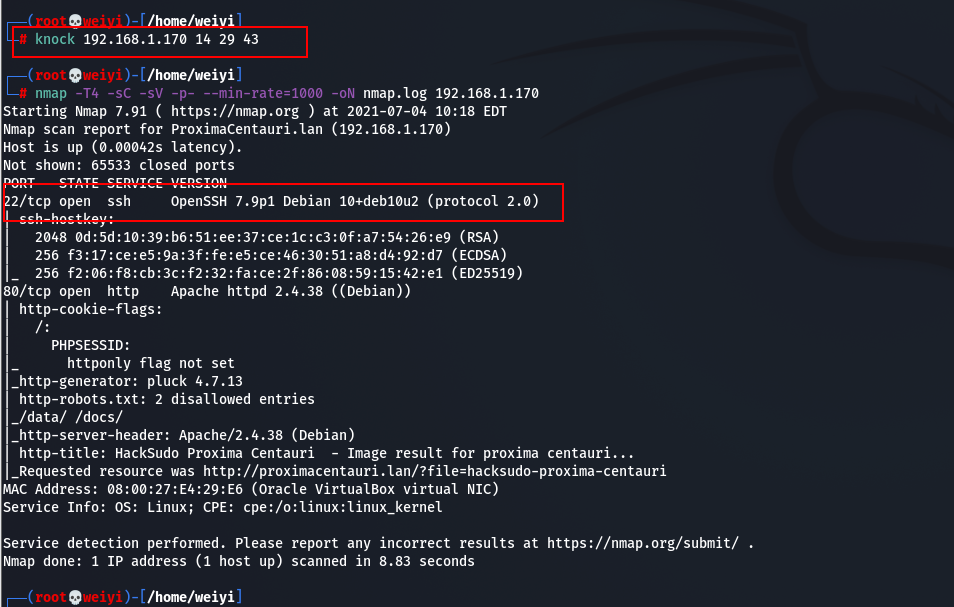 ┌──(root💀weiyi)-[/home/weiyi]
└─# knock 192.168.1.170 14 29 43
┌──(root💀weiyi)-[/home/weiyi]
└─# nmap -T4 -sC -sV -p- --min-rate=1000 -oN nmap.log 192.168.1.170
Starting Nmap 7.91 ( https://nmap.org ) at 2021-07-04 10:18 EDT
Nmap scan report for ProximaCentauri.lan (192.168.1.170)
Host is up (0.00042s latency).
Not shown: 65533 closed ports
PORT   STATE SERVICE VERSION
22/tcp open  ssh     OpenSSH 7.9p1 Debian 10+deb10u2 (protocol 2.0)
| ssh-hostkey:
|   2048 0d:5d:10:39:b6:51:ee:37:ce:1c:c3:0f:a7:54:26:e9 (RSA)
|   256 f3:17:ce:e5:9a:3f:fe:e5:ce:46:30:51:a8:d4:92:d7 (ECDSA)
|_  256 f2:06:f8:cb:3c:f2:32:fa:ce:2f:86:08:59:15:42:e1 (ED25519)
80/tcp open  http    Apache httpd 2.4.38 ((Debian))
| http-cookie-flags:
|   /:
|     PHPSESSID:
|_      httponly flag not set
|_http-generator: pluck 4.7.13
| http-robots.txt: 2 disallowed entries
|_/data/ /docs/
|_http-server-header: Apache/2.4.38 (Debian)
| http-title: HackSudo Proxima Centauri  - Image result for proxima centauri...
|_Requested resource was http://proximacentauri.lan/?file=hacksudo-proxima-centauri
MAC Address: 08:00:27:E4:29:E6 (Oracle VirtualBox virtual NIC)
Service Info: OS: Linux; CPE: cpe:/o:linux:linux_kernel
Service detection performed. Please report any incorrect results at https://nmap.org/submit/ .
Nmap done: 1 IP address (1 host up) scanned in 8.83 seconds
┌──(root💀weiyi)-[/home/weiyi]